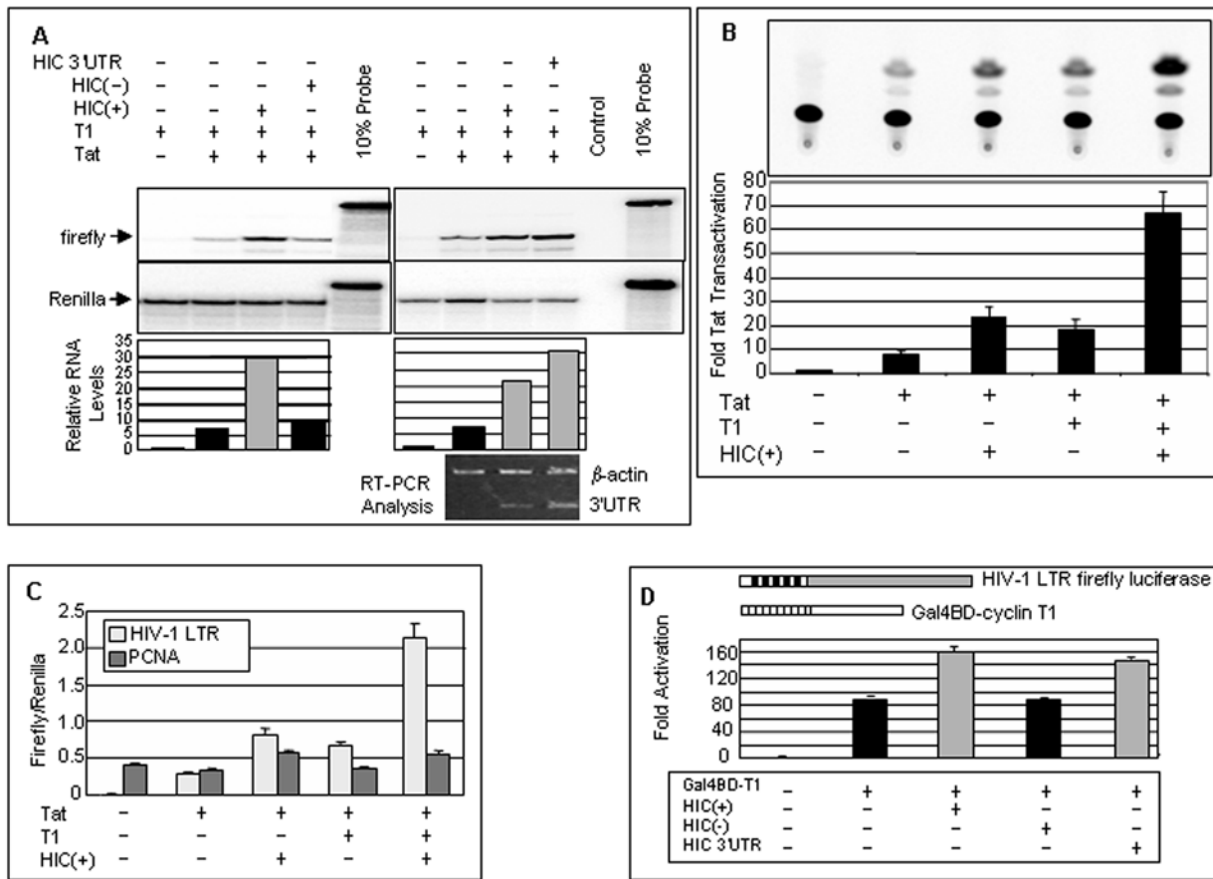 A
HIC 3'UTR – – – – – – – +
HIC(–) – – – + – – – –
HIC(+) – – + – – – + –
T1 + + + + + + + +
Tat – + + + – + + +
10% Probe
Control
10% Probe
firefly
Renilla
Relative RNA Levels
35
30
25
20
15
10
5
0
RT-PCR
Analysis
β-actin
3'UTR
B
Fold Tat Transactivation
80
70
60
50
40
30
20
10
0
Tat – + + + +
T1 – – – + +
HIC(+) – – + – +
C
HIV-1 LTR
PCNA
Firefly/Renilla
2.5
2.0
1.5
1.0
0.5
0
Tat – + + + +
T1 – – – + +
HIC(+) – – + – +
D
HIV-1 LTR firefly luciferase
Gal4BD-cyclin T1
Fold Activation
160
120
80
40
0
Gal4BD-T1 – + + + +
HIC(+) – – + – –
HIC(-) – – – + –
HIC 3'UTR – – – – +